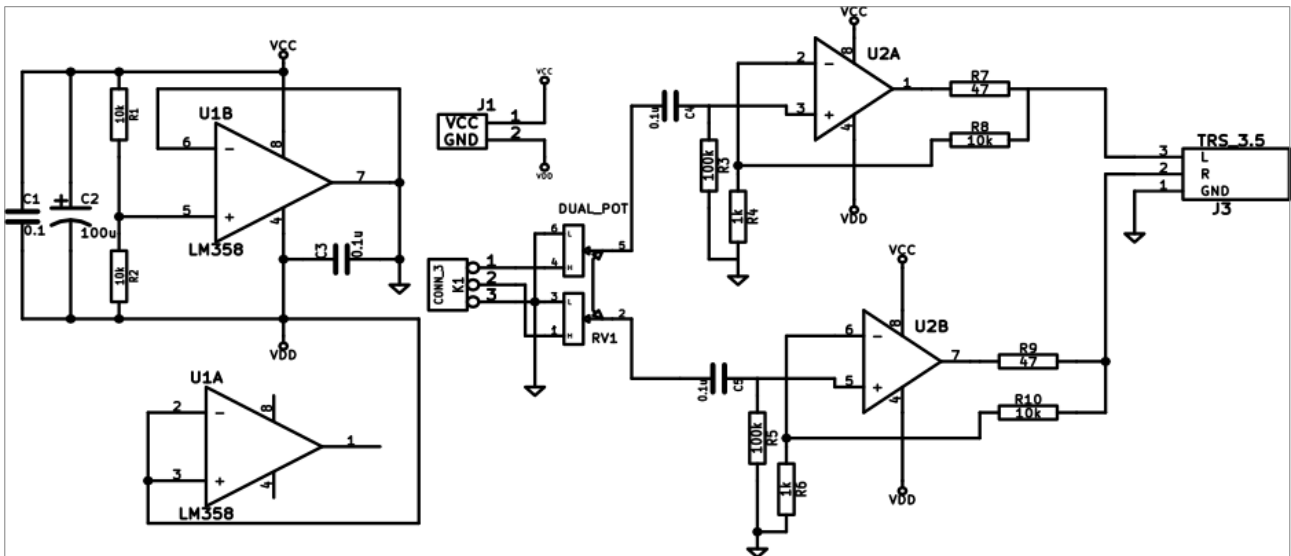 VCC
C1
0.1
C2
100u
10k
R1
10k
R2
U1B
6
5
8
4
7
LM358
C3
0.1u
VDD
U1A
2
3
8
4
1
LM358
J1
VCC
GND
1
2
VCC
VDD
DUAL_POT
CONN_3
K1
1
2
3
6
L
4
H
5
3
L
1
H
2
RV1
0.1u
C4
100k
R3
1k
R4
VCC
U2A
2
3
8
4
1
VDD
R7
47
R8
10k
TRS_3.5
3
L
2
R
1
GND
J3
0.1u
C5
100k
R5
1k
R6
VCC
U2B
6
5
8
4
7
VDD
R9
47
R10
10k